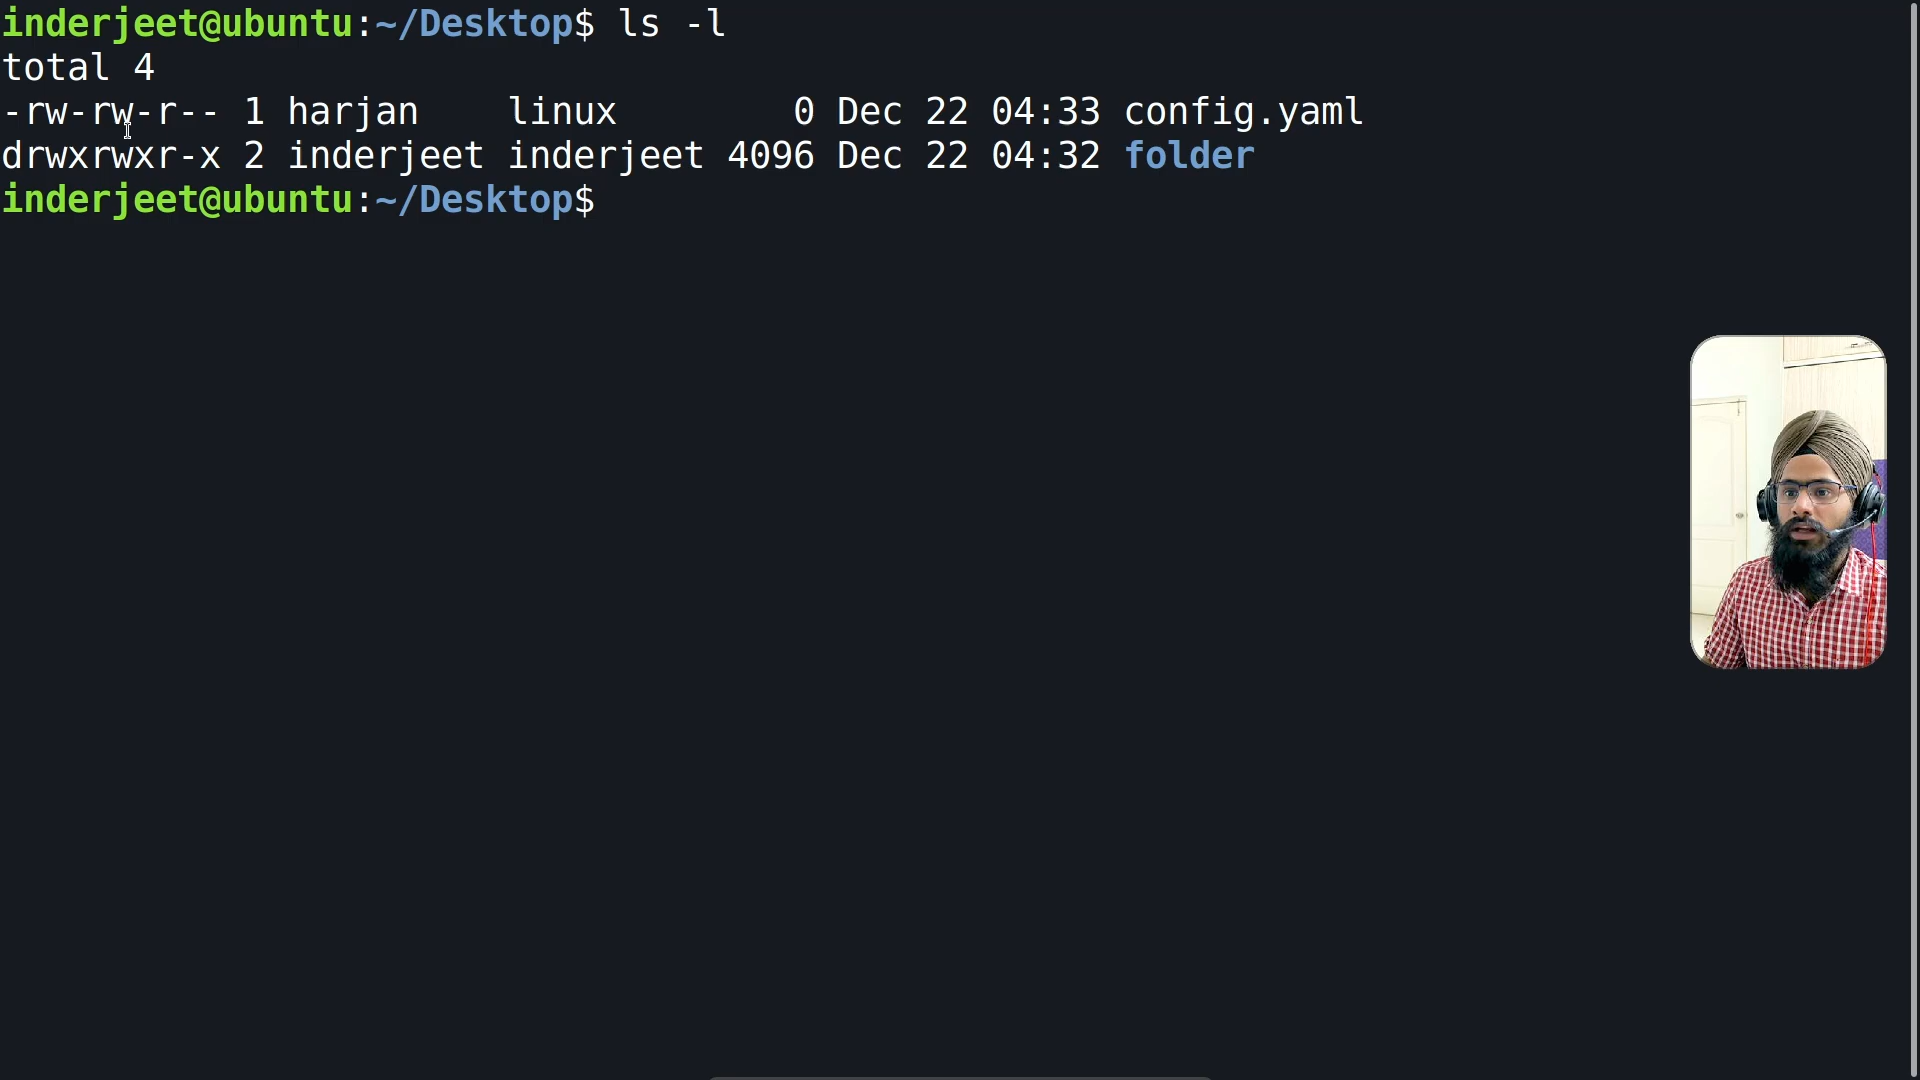 inderjeet@ubuntu:~/Desktop$ ls -l
total 4
-rw-rw-r-- 1 harjan    linux        0 Dec 22 04:33 config.yaml
drwxrwxr-x 2 inderjeet inderjeet 4096 Dec 22 04:32 folder
inderjeet@ubuntu:~/Desktop$